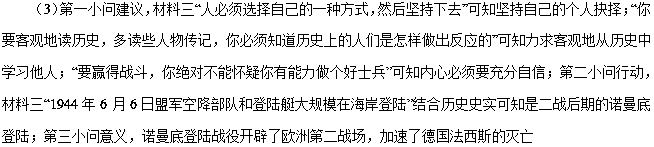 （3）第一小问建议，材料三“人必须选择自己的一种方式，然后坚持下去”可知坚持自己的个人抉择；“你
要客观地读历史，多读些人物传记，你必须知道历史上的人们是怎样做出反应的”可知力求客观地从历史中
学习他人；“要赢得战斗，你绝对不能怀疑你有能力做个好士兵”可知内心必须要充分自信；第二小问行动，
材料三“1944 年 6 月 6 日盟军空降部队和登陆艇大规模在海岸登陆”结合历史史实可知是二战后期的诺曼底
登陆；第三小问意义，诺曼底登陆战役开辟了欧洲第二战场，加速了德国法西斯的灭亡